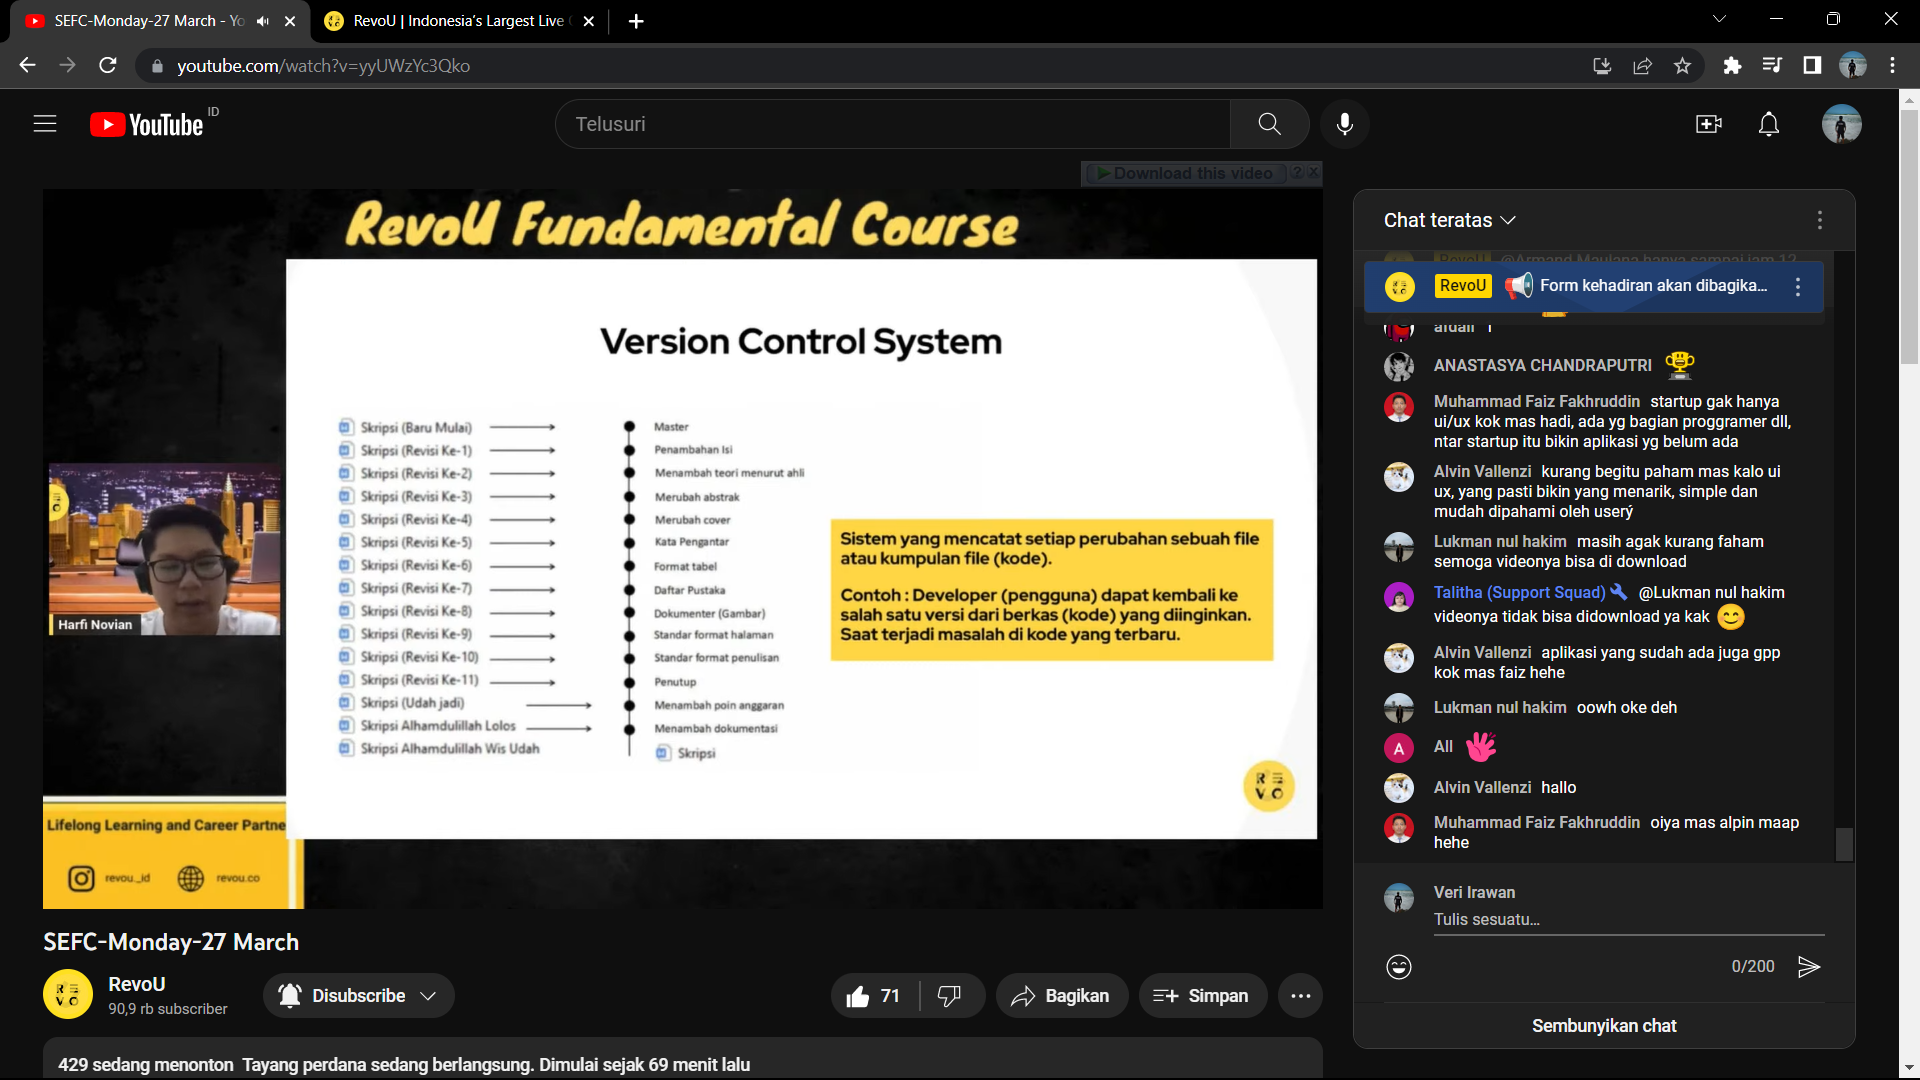 SEFC-Monday-27 March - Yo
RevoU | Indonesia's Largest Live
youtube.com/watch?v=yyUWzYc3Qko
YouTube ID
Telusuri
Download this video ? X
RevoU Fundamental Course
Version Control System
Skripsi (Baru Mulai) Master
Skripsi (Revisi Ke-1) Penambahan Isi
Skripsi (Revisi Ke-2) Menambah teori menurut ahli
Skripsi (Revisi Ke-3) Merubah abstrak
Skripsi (Revisi Ke-4) Merubah cover
Skripsi (Revisi Ke-5) Kata Pengantar
Skripsi (Revisi Ke-6) Format tabel
Skripsi (Revisi Ke-7) Daftar Pustaka
Skripsi (Revisi Ke-8) Dokumenter (Gambar)
Skripsi (Revisi Ke-9) Standar format halaman
Skripsi (Revisi Ke-10) Standar format penulisan
Skripsi (Revisi Ke-11) Penutup
Skripsi (Udah jadi) Menambah poin anggaran
Skripsi Alhamdulillah Lolos Menambah dokumentasi
Skripsi Alhamdulillah Wis Udah Skripsi
Sistem yang mencatat setiap perubahan sebuah file
atau kumpulan file (kode).
Contoh : Developer (pengguna) dapat kembali ke
salah satu versi dari berkas (kode) yang diinginkan.
Saat terjadi masalah di kode yang terbaru.
Harfi Novian
Lifelong Learning and Career Partne
revou_id revou.co
SEFC-Monday-27 March
RevoU
90,9 rb subscriber
Disubscribe
71
Bagikan
Simpan
429 sedang menonton Tayang perdana sedang berlangsung. Dimulai sejak 69 menit lalu
Chat teratas
RevoU @Armand Maulana hanya sampai jam 12
RevoU Form kehadiran akan dibagika...
ANASTASYA CHANDRAPUTRI
Muhammad Faiz Fakhruddin startup gak hanya
ui/ux kok mas hadi, ada yg bagian proggramer dll,
ntar startup itu bikin aplikasi yg belum ada
Alvin Vallenzi kurang begitu paham mas kalo ui
ux, yang pasti bikin yang menarik, simple dan
mudah dipahami oleh userý
Lukman nul hakim masih agak kurang faham
semoga videonya bisa di download
Talitha (Support Squad) @Lukman nul hakim
videonya tidak bisa didownload ya kak
Alvin Vallenzi aplikasi yang sudah ada juga gpp
kok mas faiz hehe
Lukman nul hakim oowh oke deh
A All
Alvin Vallenzi hallo
Muhammad Faiz Fakhruddin oiya mas alpin maap
hehe
Veri Irawan
Tulis sesuatu...
0/200
Sembunyikan chat